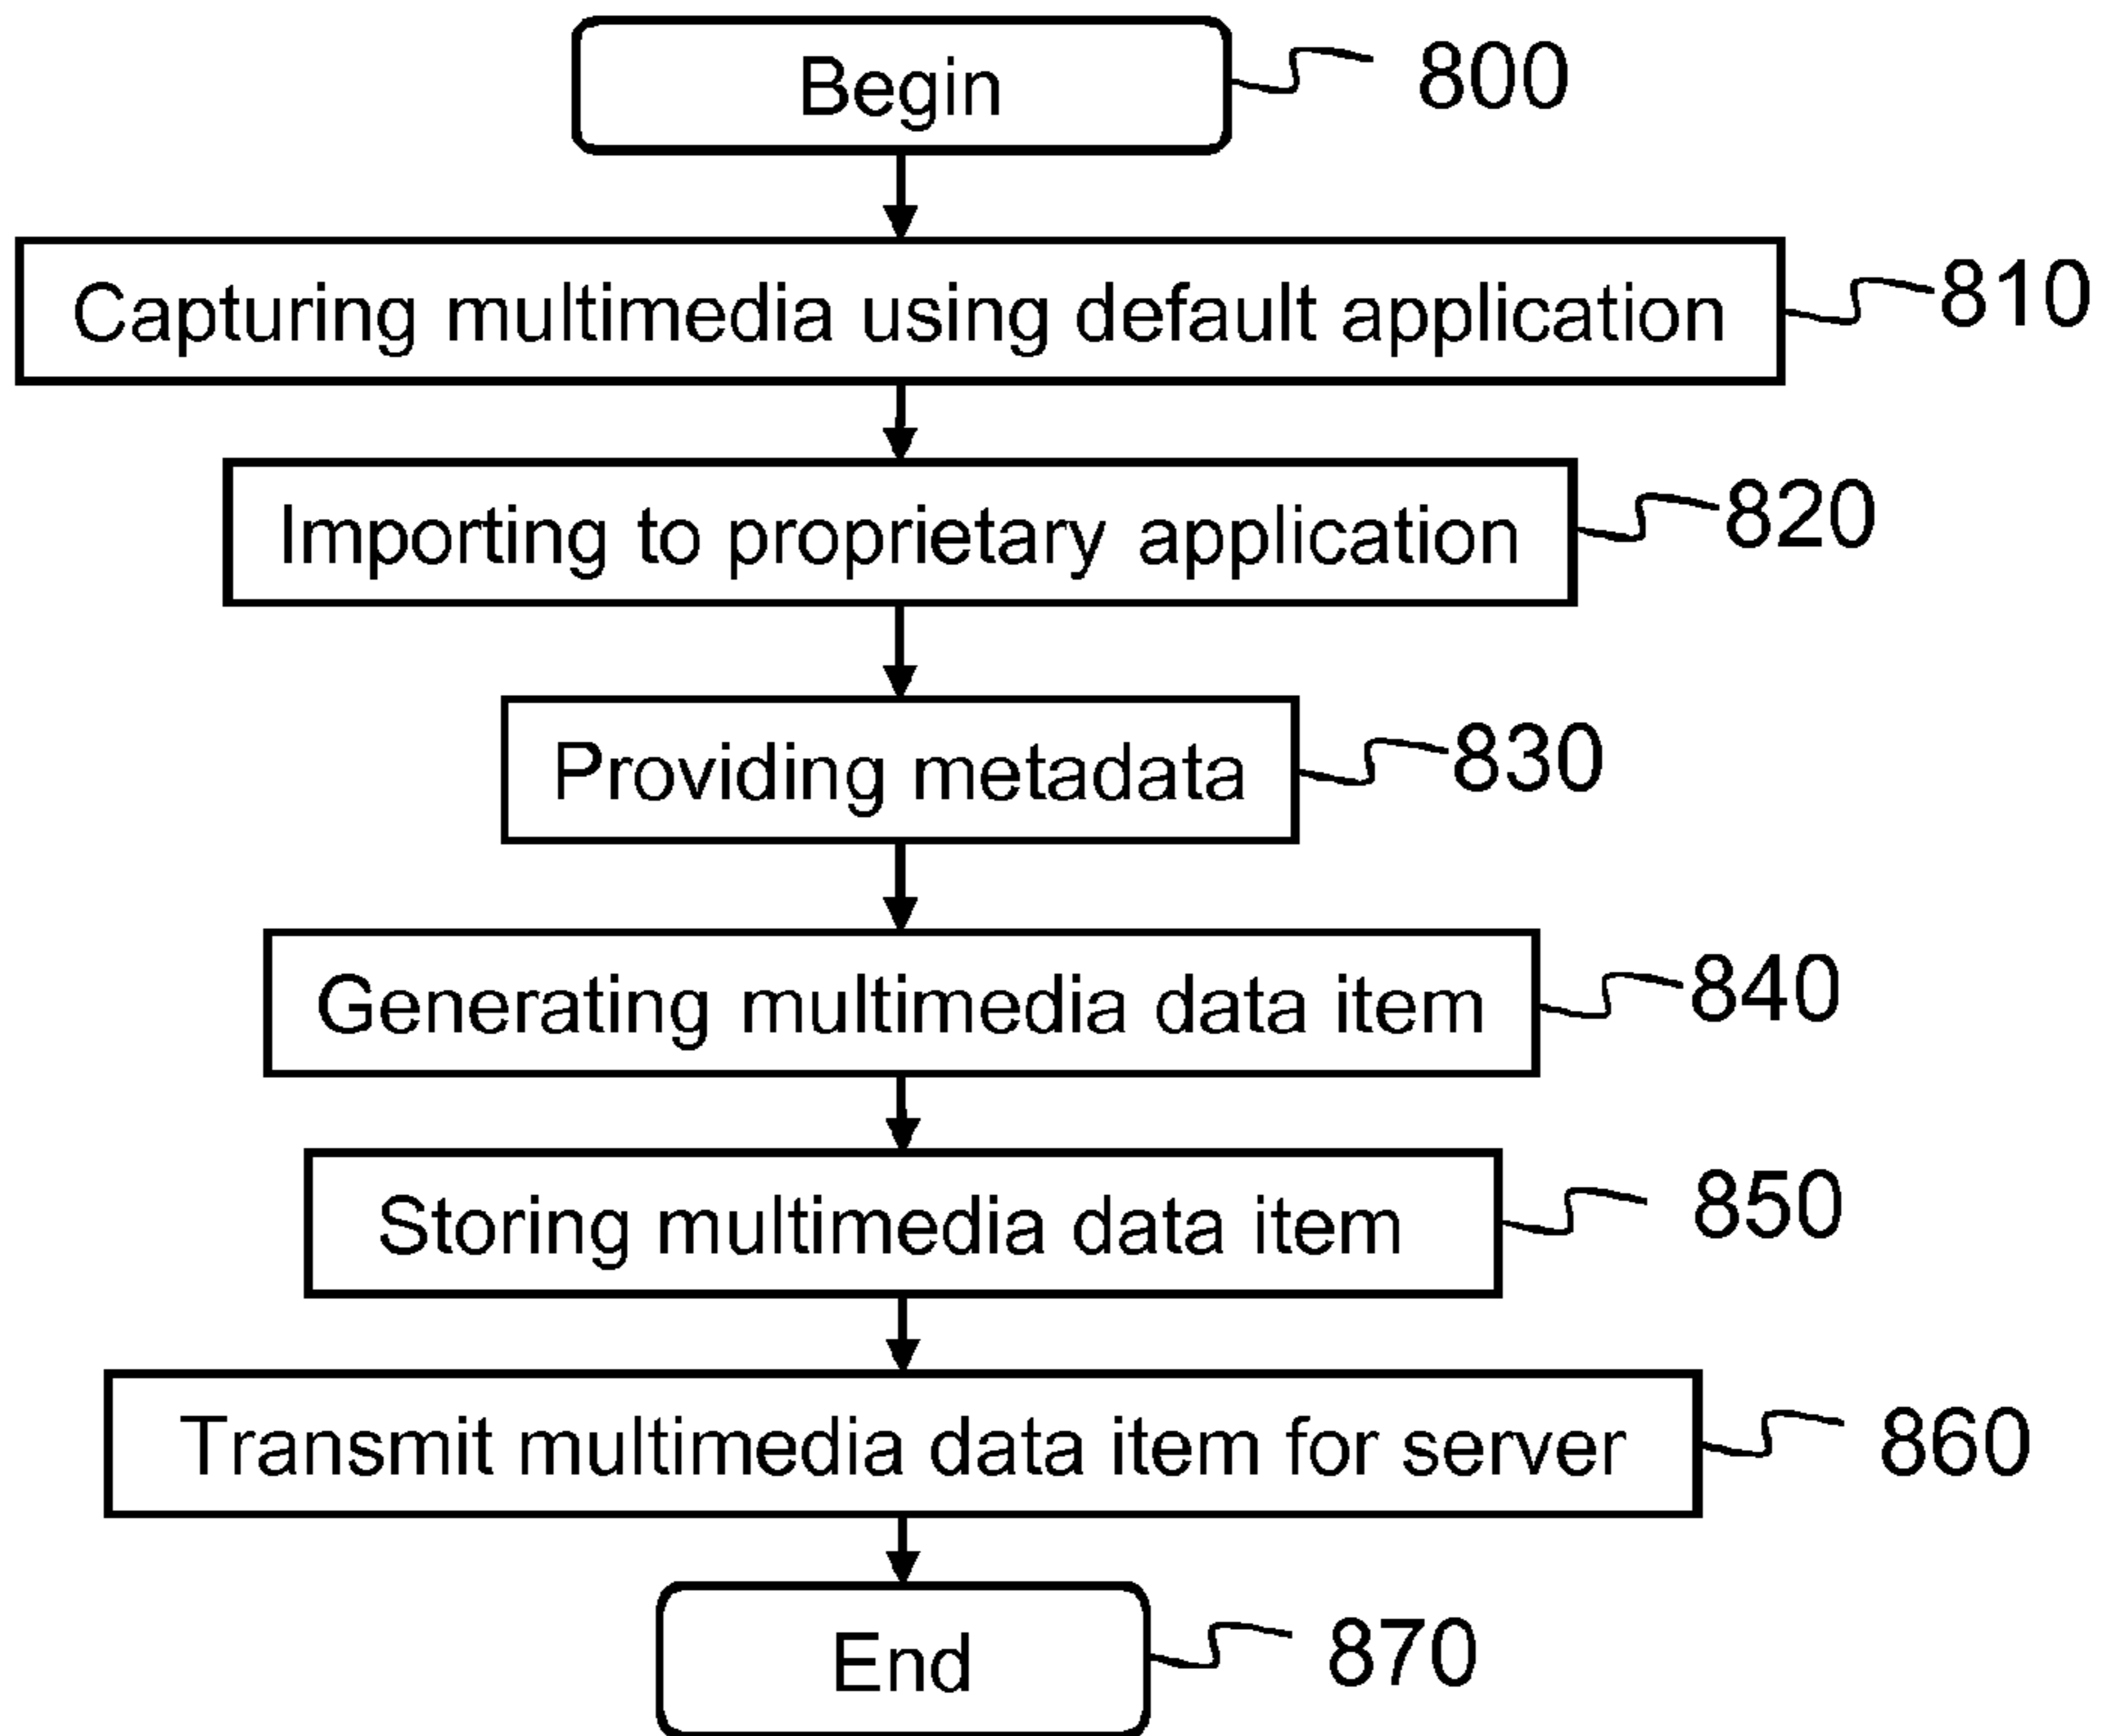 Begin 800
Capturing multimedia using default application 810
Importing to proprietary application 820
Providing metadata 830
Generating multimedia data item 840
Storing multimedia data item 850
Transmit multimedia data item for server 860
End 870